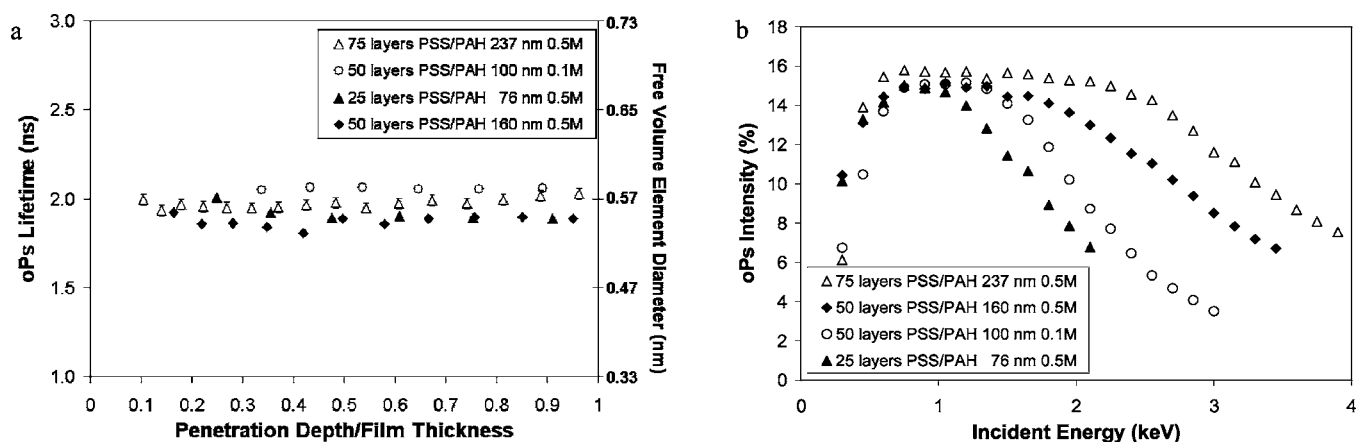 a
3.0
2.5
2.0
1.5
1.0
oPs Lifetime (ns)
△ 75 layers PSS/PAH 237 nm 0.5M
○ 50 layers PSS/PAH 100 nm 0.1M
▲ 25 layers PSS/PAH 76 nm 0.5M
◆ 50 layers PSS/PAH 160 nm 0.5M
0.73
0.65
0.57
0.47
0.33
Free Volume Element Diameter (nm)
0 0.1 0.2 0.3 0.4 0.5 0.6 0.7 0.8 0.9 1
Penetration Depth/Film Thickness
b
18
16
14
12
10
8
6
4
2
0
oPs Intensity (%)
△ 75 layers PSS/PAH 237 nm 0.5M
◆ 50 layers PSS/PAH 160 nm 0.5M
○ 50 layers PSS/PAH 100 nm 0.1M
▲ 25 layers PSS/PAH 76 nm 0.5M
0 1 2 3 4
Incident Energy (keV)